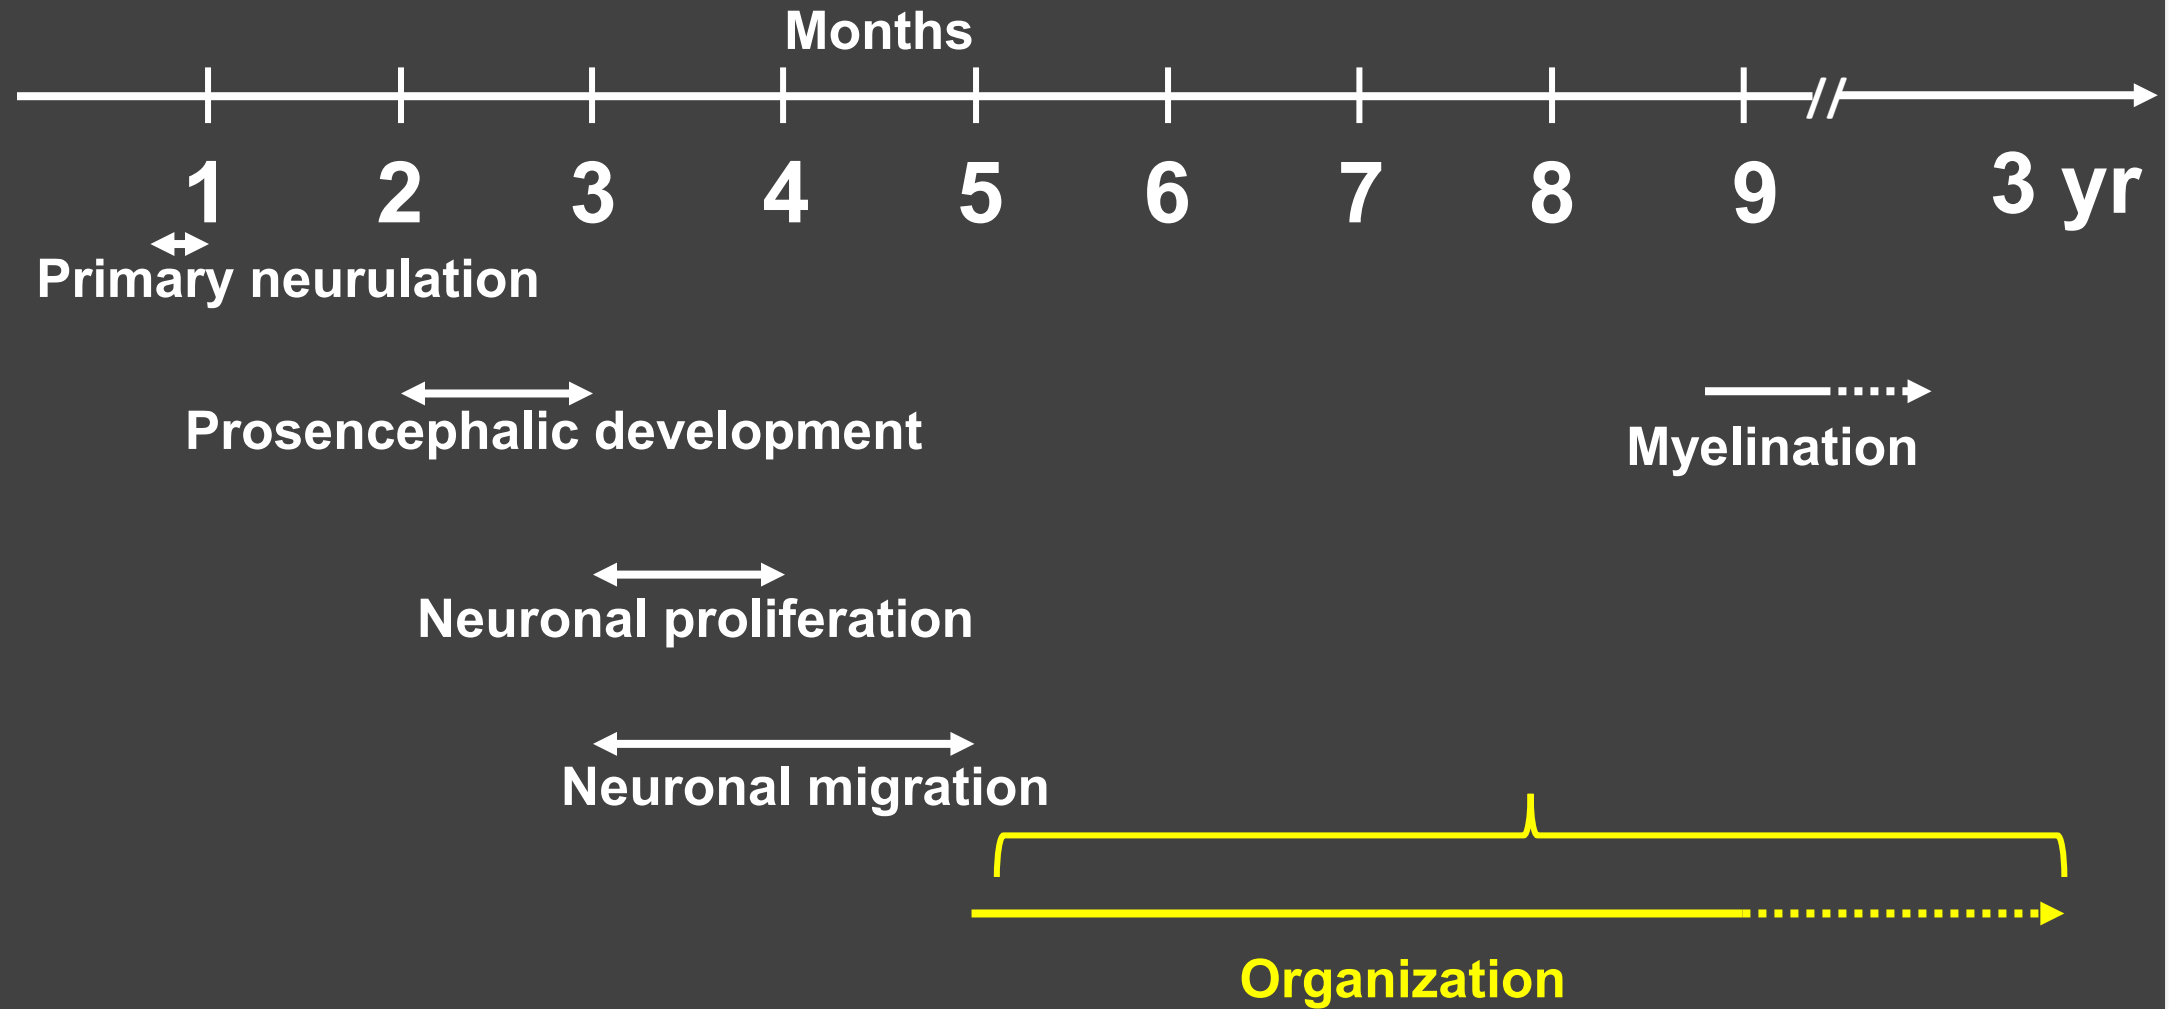 Months
1 2 3 4 5 6 7 8 9 3 yr
Primary neurulation
Prosencephalic development
Myelination
Neuronal proliferation
Neuronal migration
Organization